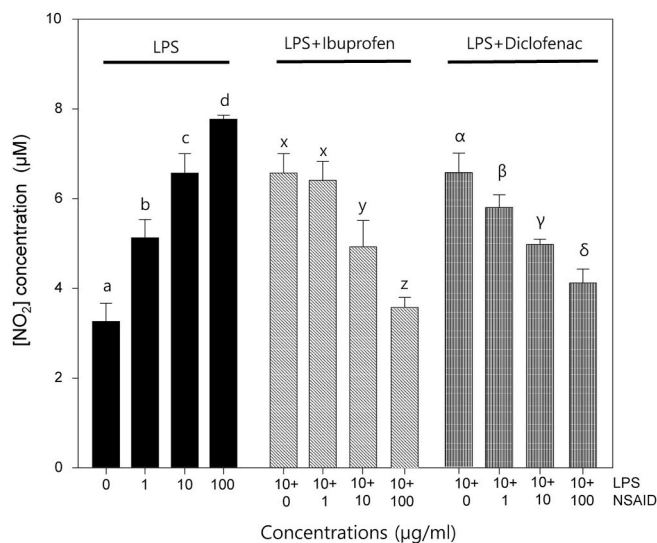 10
LPS
LPS+Ibuprofen
LPS+Diclofenac
8
6
4
2
0
[NO₂] concentration (μM)
a
b
c
d
x
x
y
z
α
β
γ
δ
10+ 10+ 10+ 10+ 10+ 10+ 10+ 10+ LPS
0 1 10 100 0 1 10 100 0 1 10 100 NSAID
Concentrations (μg/ml)